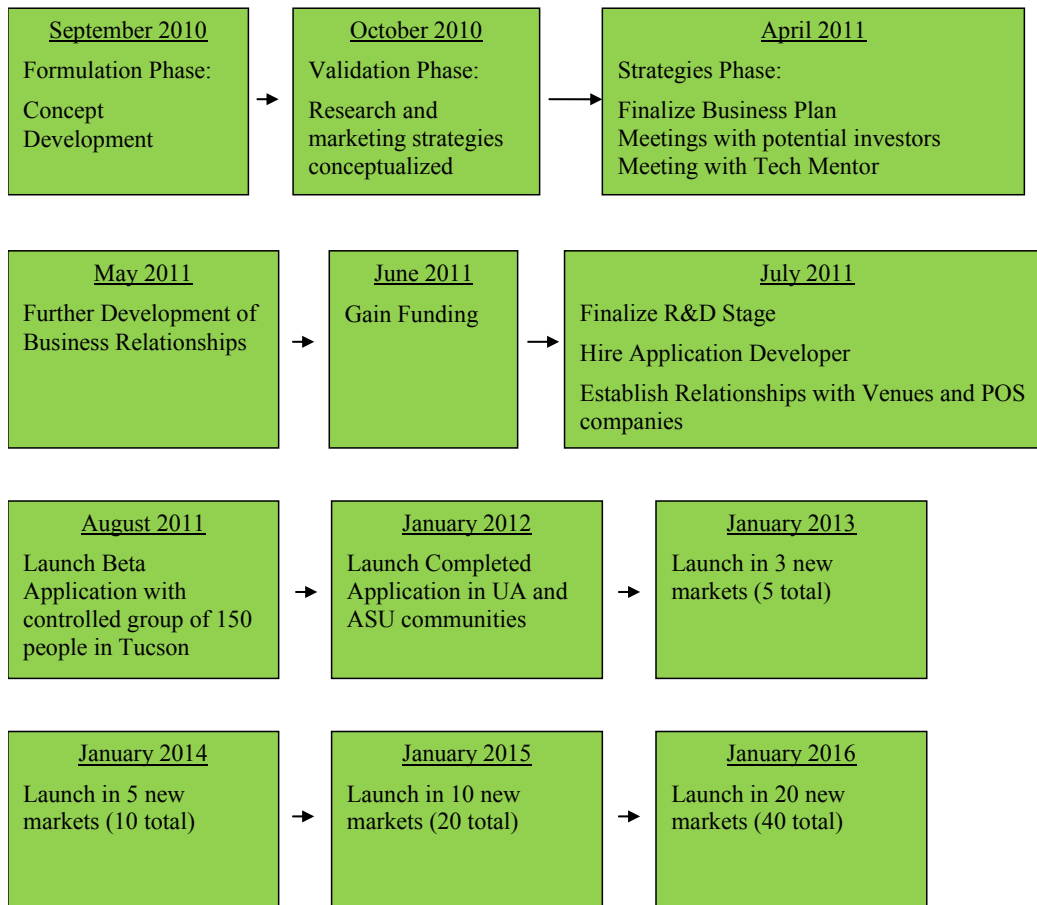 September 2010
Formulation Phase:
Concept
Development
October 2010
Validation Phase:
Research and
marketing strategies
conceptualized
April 2011
Strategies Phase:
Finalize Business Plan
Meetings with potential investors
Meeting with Tech Mentor
May 2011
Further Development of
Business Relationships
June 2011
Gain Funding
July 2011
Finalize R&D Stage
Hire Application Developer
Establish Relationships with Venues and POS
companies
August 2011
Launch Beta
Application with
controlled group of 150
people in Tucson
January 2012
Launch Completed
Application in UA and
ASU communities
January 2013
Launch in 3 new
markets (5 total)
January 2014
Launch in 5 new
markets (10 total)
January 2015
Launch in 10 new
markets (20 total)
January 2016
Launch in 20 new
markets (40 total)